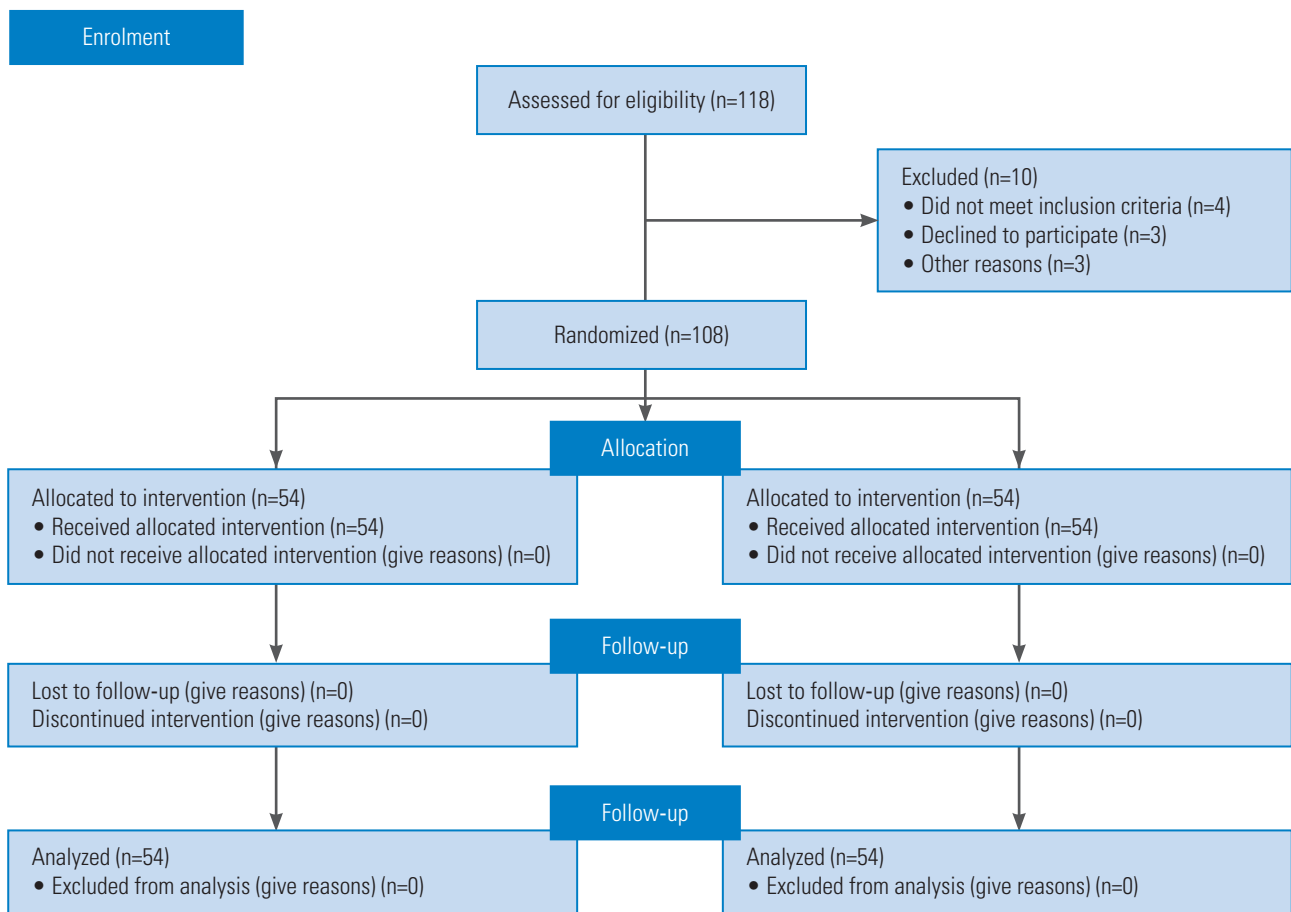 Enrolment
Assessed for eligibility (n=118)
Excluded (n=10)
• Did not meet inclusion criteria (n=4)
• Declined to participate (n=3)
• Other reasons (n=3)
Randomized (n=108)
Allocation
Allocated to intervention (n=54)
• Received allocated intervention (n=54)
• Did not receive allocated intervention (give reasons) (n=0)
Allocated to intervention (n=54)
• Received allocated intervention (n=54)
• Did not receive allocated intervention (give reasons) (n=0)
Follow-up
Lost to follow-up (give reasons) (n=0)
Discontinued intervention (give reasons) (n=0)
Lost to follow-up (give reasons) (n=0)
Discontinued intervention (give reasons) (n=0)
Follow-up
Analyzed (n=54)
• Excluded from analysis (give reasons) (n=0)
Analyzed (n=54)
• Excluded from analysis (give reasons) (n=0)